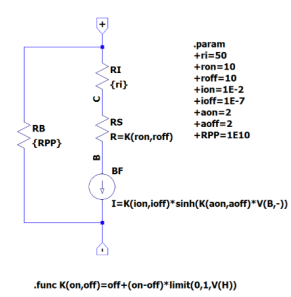 +
.param
+ri=50
+ron=10
+roff=10
+ion=1E-2
+ioff=1E-7
+aon=2
+aoff=2
+RPP=1E10
RI
{ri}
C
RS
R=K(ron,roff)
RB
{RPP}
B
BF
I=K(ion,ioff)*sinh(K(aon,aoff)*V(B,-)
-
.func K(on,off)=off+(on-off)*limit(0,1,V(H))